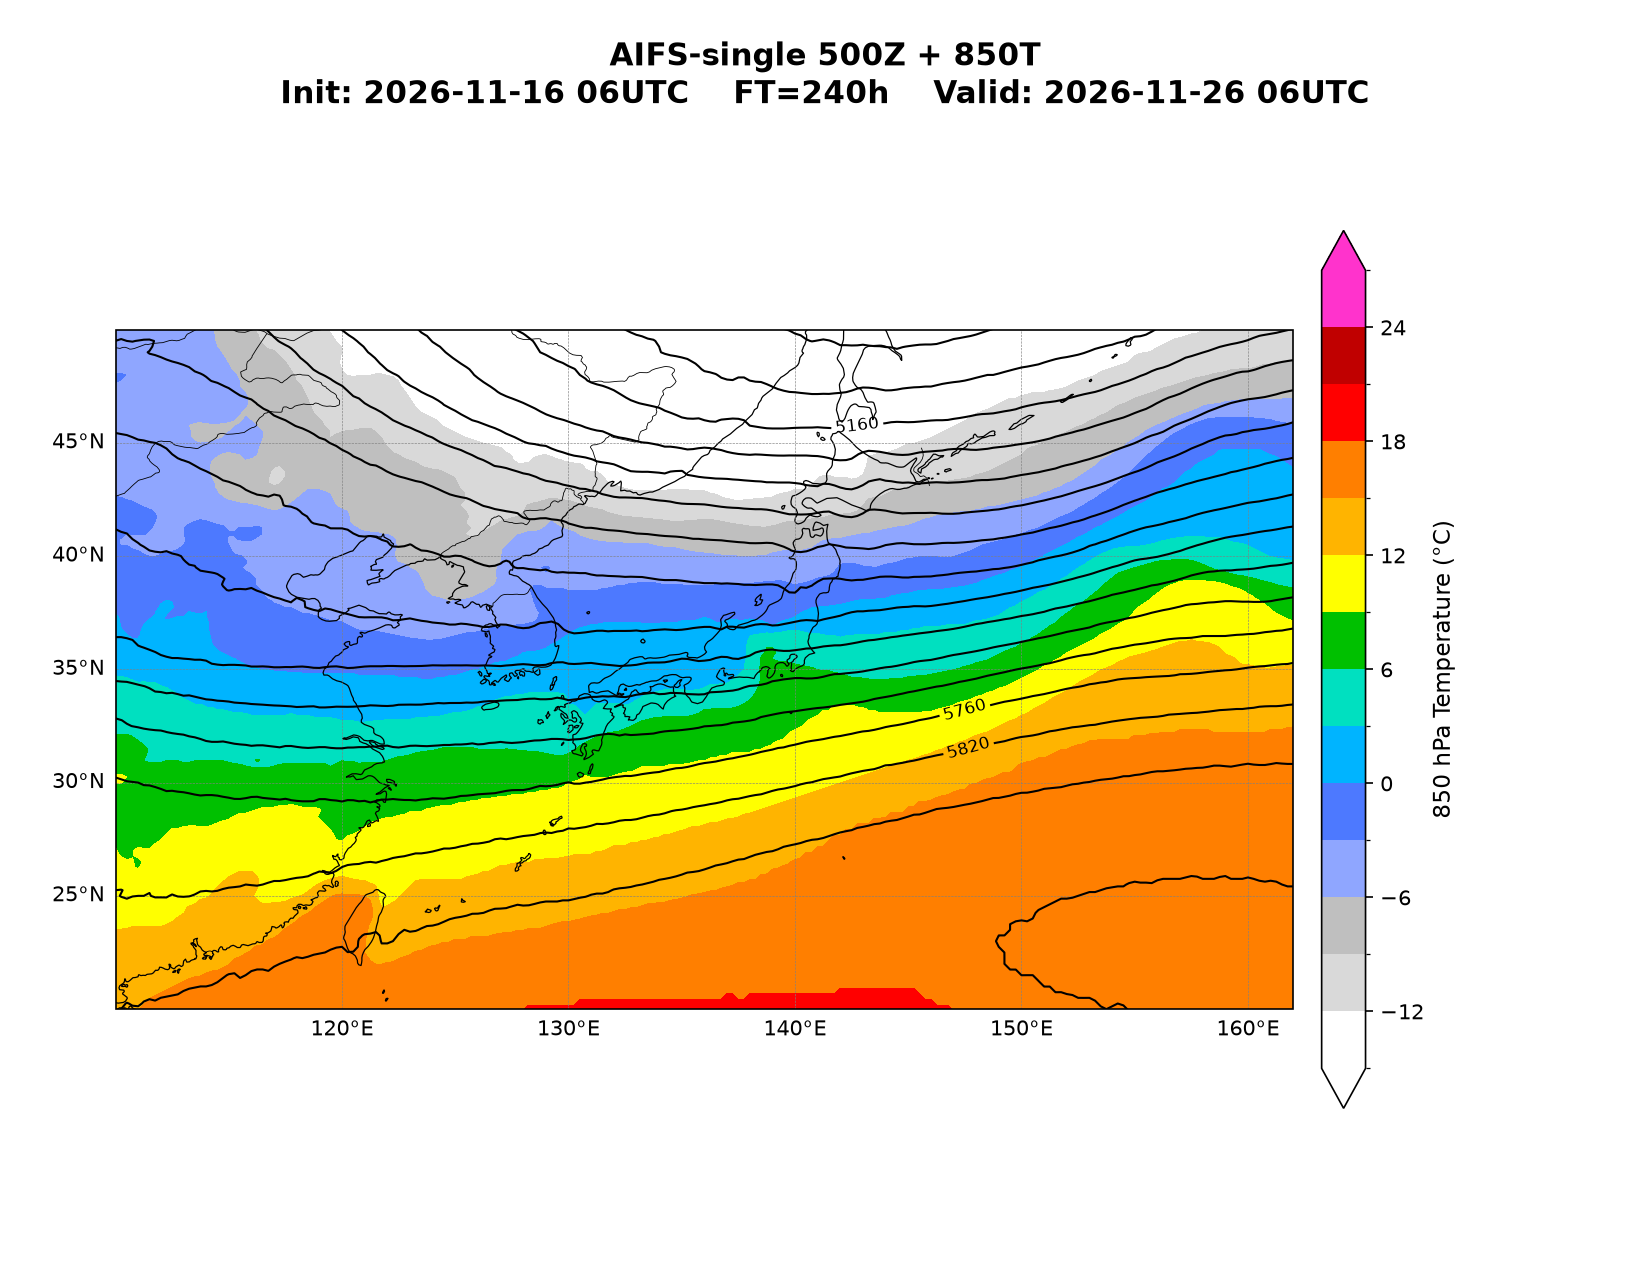 AIFS-single 500Z + 850T
Init: 2026-11-16 06UTC    FT=240h    Valid: 2026-11-26 06UTC
5160
5760
5820
45°N
40°N
35°N
30°N
25°N
120°E
130°E
140°E
150°E
160°E
24
18
12
6
0
−6
−12
850 hPa Temperature (°C)